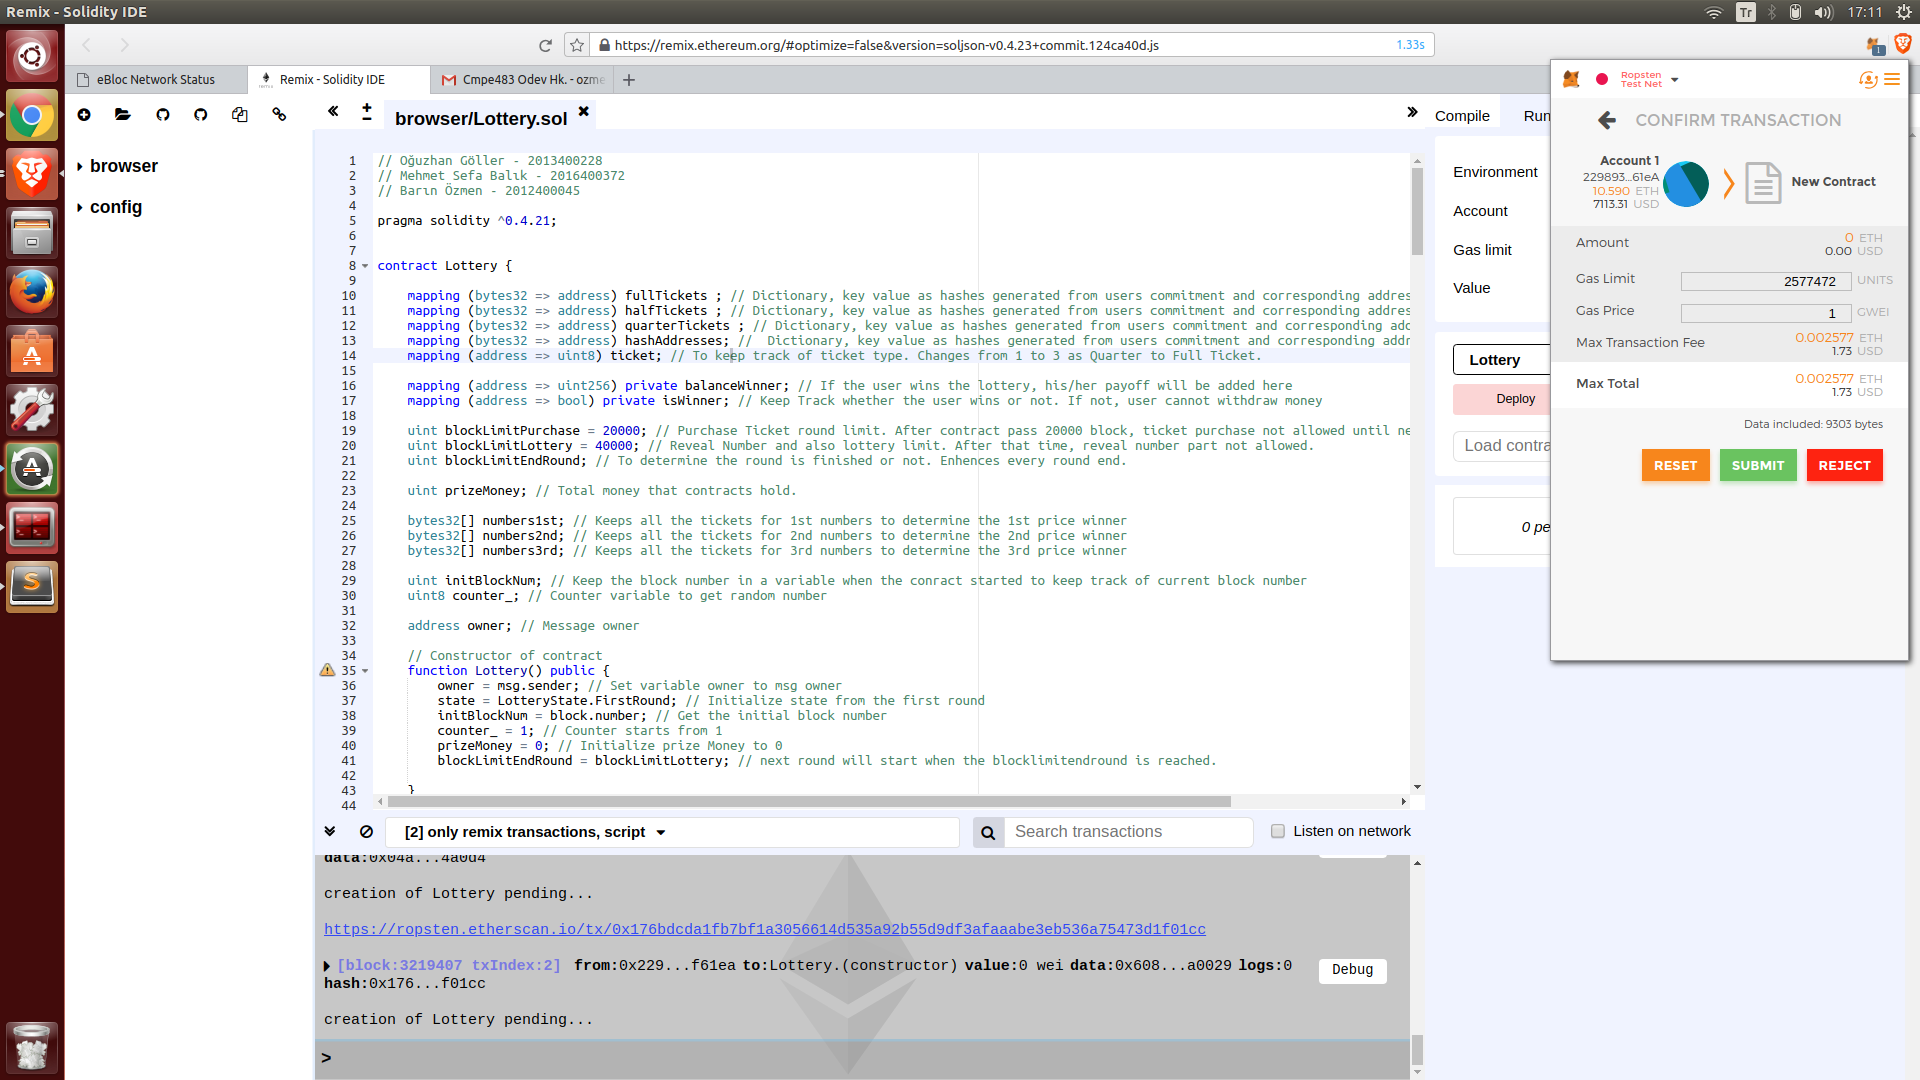 Remix - Solidity IDE
Tr
17:11
https://remix.ethereum.org/#optimize=false&version=soljson-v0.4.23+commit.124ca40d.js
1.33s
1
eBloc Network Status
Remix - Solidity IDE
Cmpe483 Odev Hk. - ozme
browser/Lottery.sol
Compile
Run
browser
config
1 // Oğuzhan Göller - 2013400228
2 // Mehmet Sefa Balık - 2016400372
3 // Barın Özmen - 2012400045
4
5 pragma solidity ^0.4.21;
6
7
8 contract Lottery {
9
10 mapping (bytes32 => address) fullTickets ; // Dictionary, key value as hashes generated from users commitment and corresponding addres
11 mapping (bytes32 => address) halfTickets ; // Dictionary, key value as hashes generated from users commitment and corresponding addres
12 mapping (bytes32 => address) quarterTickets ; // Dictionary, key value as hashes generated from users commitment and corresponding add
13 mapping (bytes32 => address) hashAddresses; //  Dictionary, key value as hashes generated from users commitment and corresponding addr
14 mapping (address => uint8) ticket; // To keep track of ticket type. Changes from 1 to 3 as Quarter to Full Ticket.
15
16 mapping (address => uint256) private balanceWinner; // If the user wins the lottery, his/her payoff will be added here
17 mapping (address => bool) private isWinner; // Keep Track whether the user wins or not. If not, user cannot withdraw money
18
19 uint blockLimitPurchase = 20000; // Purchase Ticket round limit. After contract pass 20000 block, ticket purchase not allowed until ne
20 uint blockLimitLottery = 40000; // Reveal Number and also lottery limit. After that time, reveal number part not allowed.
21 uint blockLimitEndRound; // To determine the round is finished or not. Enhences every round end.
22
23 uint prizeMoney; // Total money that contracts hold.
24
25 bytes32[] numbers1st; // Keeps all the tickets for 1st numbers to determine the 1st price winner
26 bytes32[] numbers2nd; // Keeps all the tickets for 2nd numbers to determine the 2nd price winner
27 bytes32[] numbers3rd; // Keeps all the tickets for 3rd numbers to determine the 3rd price winner
28
29 uint initBlockNum; // Keep the block number in a variable when the conract started to keep track of current block number
30 uint8 counter_; // Counter variable to get random number
31
32 address owner; // Message owner
33
34 // Constructor of contract
35 function Lottery() public {
36 owner = msg.sender; // Set variable owner to msg owner
37 state = LotteryState.FirstRound; // Initialize state from the first round
38 initBlockNum = block.number; // Get the initial block number
39 counter_ = 1; // Counter starts from 1
40 prizeMoney = 0; // Initialize prize Money to 0
41 blockLimitEndRound = blockLimitLottery; // next round will start when the blocklimitendround is reached.
42
43 }
44
Environment
Account
Gas limit
Value
Lottery
Deploy
Load contra
0 pe
Ropsten
Test Net
CONFIRM TRANSACTION
Account 1
229893...61eA
10.590 ETH
7113.31 USD
New Contract
Amount
0 ETH
0.00 USD
Gas Limit
2577472 UNITS
Gas Price
1 GWEI
Max Transaction Fee
0.002577 ETH
1.73 USD
Max Total
0.002577 ETH
1.73 USD
Data included: 9303 bytes
RESET
SUBMIT
REJECT
[2] only remix transactions, script
Search transactions
Listen on network
data:0x04a...4a0d4
creation of Lottery pending...
https://ropsten.etherscan.io/tx/0x176bdcda1fb7bf1a3056614d535a92b55d9df3afaaabe3eb536a75473d1f01cc
[block:3219407 txIndex:2] from:0x229...f61ea to:Lottery.(constructor) value:0 wei data:0x608...a0029 logs:0
hash:0x176...f01cc
Debug
creation of Lottery pending...
>